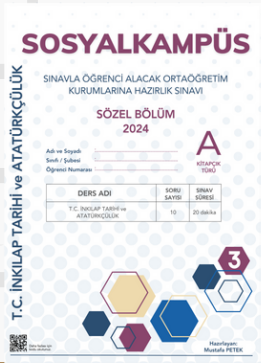 SOSYALKAMPÜS
SINAVLA ÖĞRENCİ ALACAK ORTAÖĞRETİM
KURUMLARINA HAZIRLIK SINAVI
SÖZEL BÖLÜM
2024
Adı ve Soyadı :
Sınıf / Şubesi :
Öğrenci Numarası :
A
KİTAPÇIK
TÜRÜ
DERS ADI SORU SAYISI SINAV SÜRESİ
T.C. İNKILAP TARİHİ ve ATATÜRKÇÜLÜK 10 20 dakika
T.C. İNKILAP TARİHİ ve ATATÜRKÇÜLÜK
3
Hazırlayan:
Mustafa PETEK